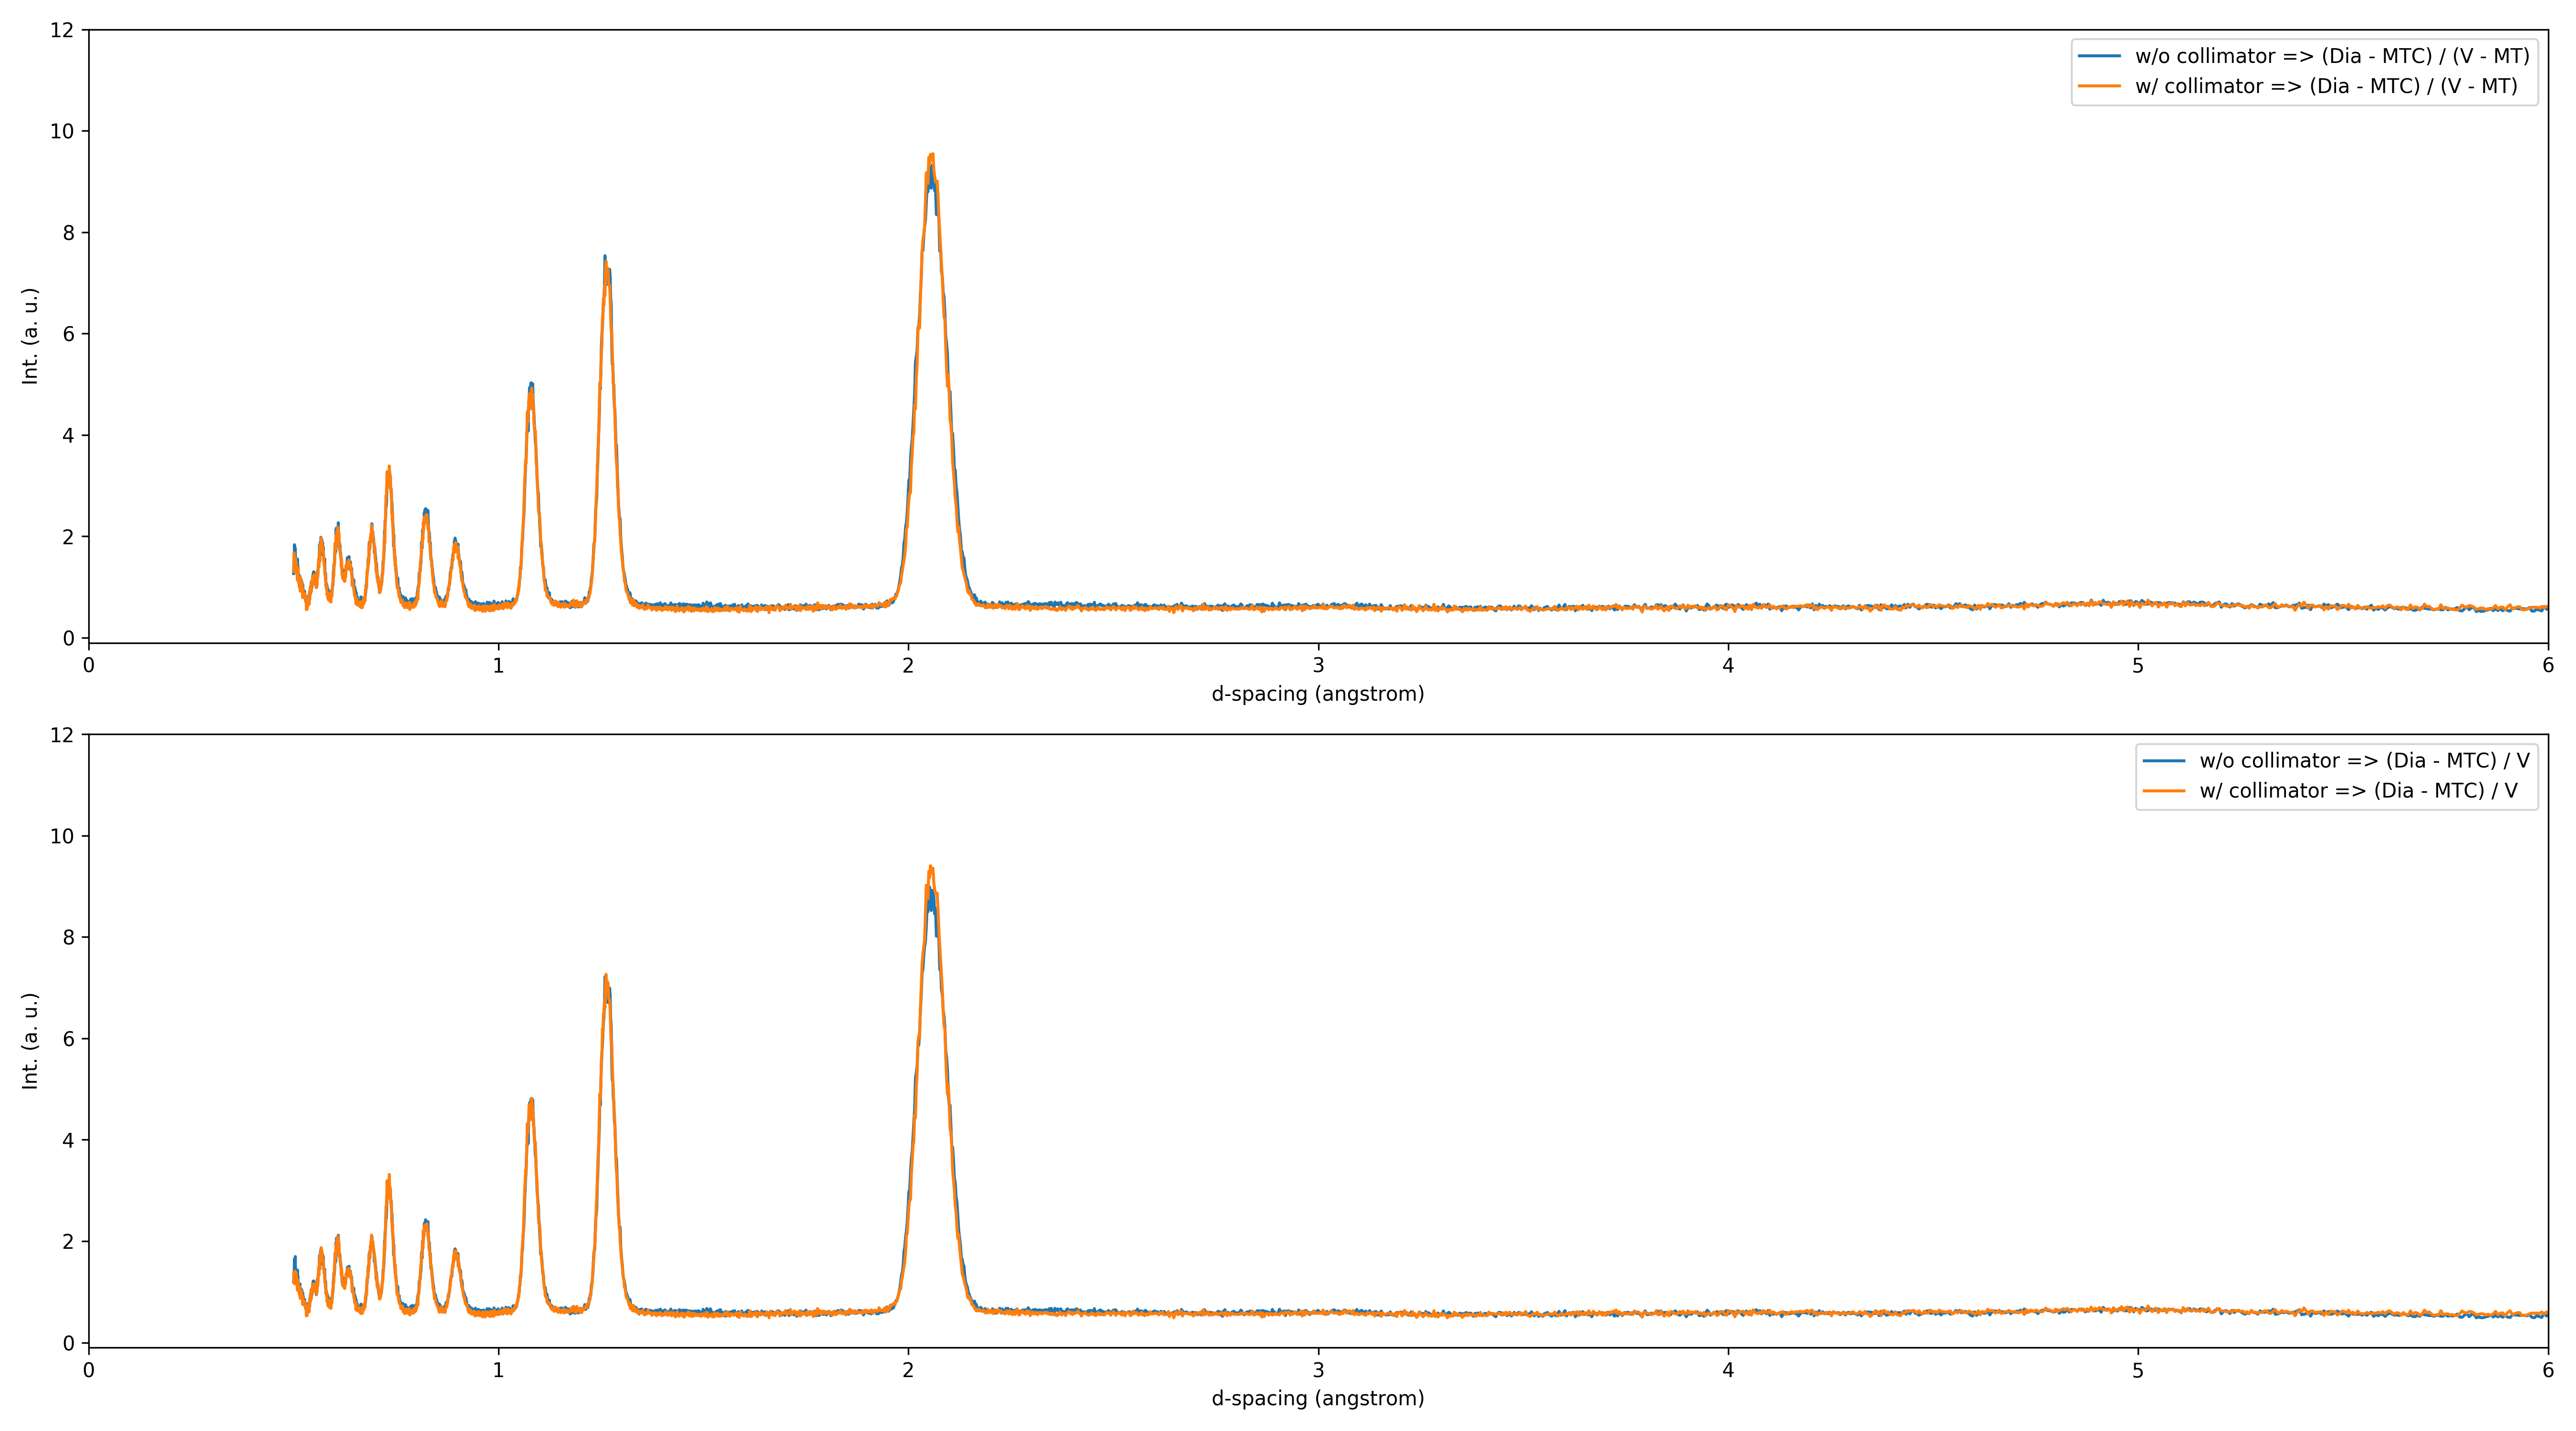 12
10
8
6
4
2
0
Int. (a. u.)
w/o collimator => (Dia - MTC) / (V - MT)
w/ collimator => (Dia - MTC) / (V - MT)
0 1 2 3 4 5 6
d-spacing (angstrom)
12
10
8
6
4
2
0
Int. (a. u.)
w/o collimator => (Dia - MTC) / V
w/ collimator => (Dia - MTC) / V
0 1 2 3 4 5 6
d-spacing (angstrom)